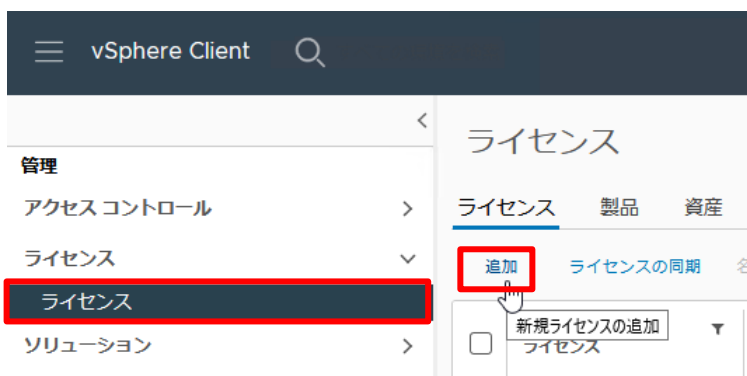 vSphere Client
ライセンス
管理
アクセス コントロール
ライセンス 製品 資産
ライセンス
追加 ライセンスの同期
ライセンス
新規ライセンスの追加
ソリューション
ライセンス